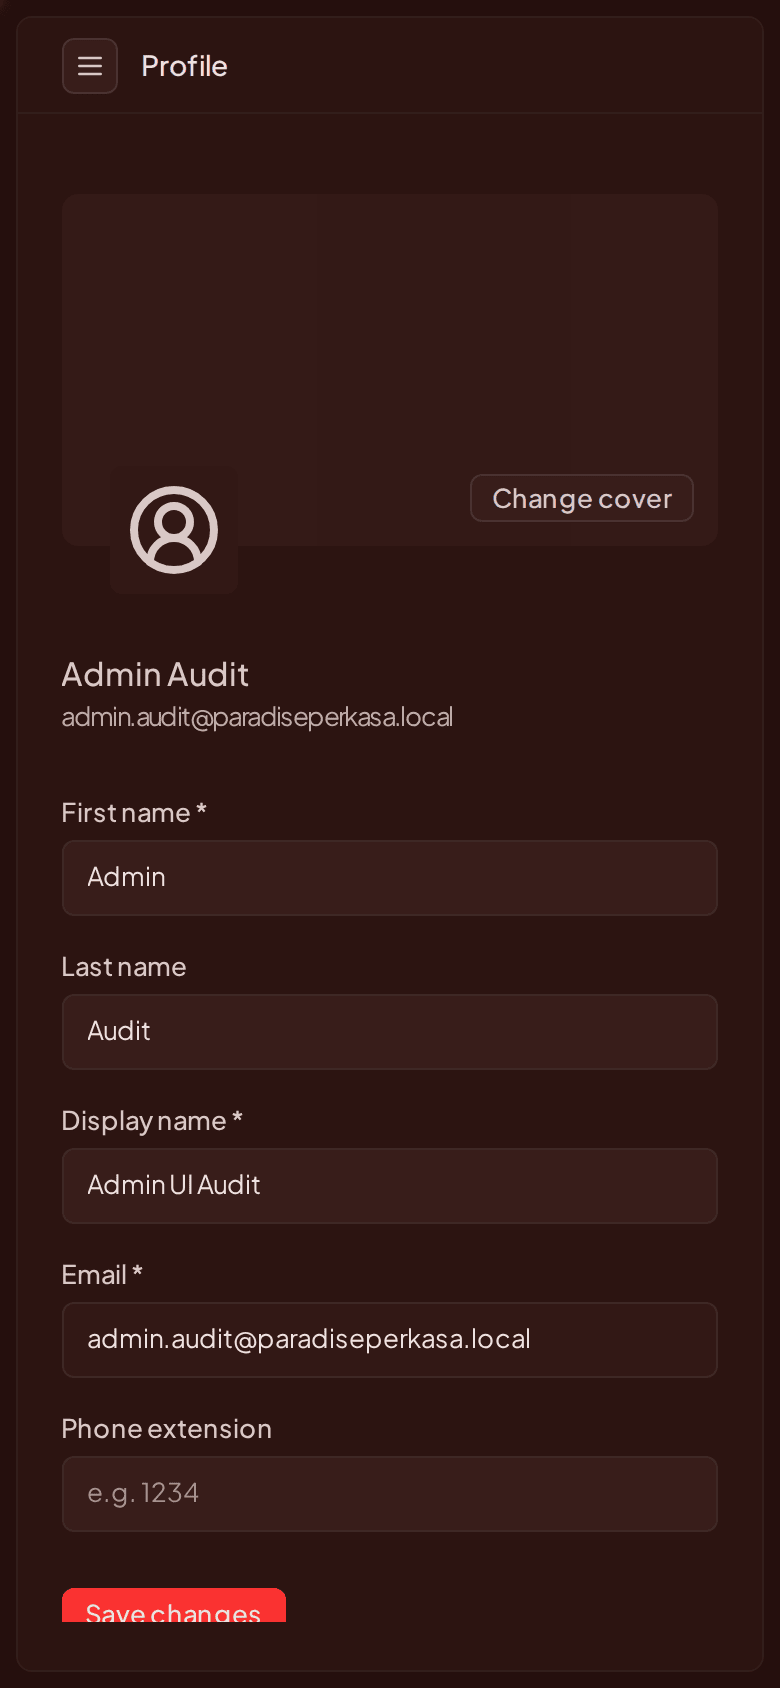 Profile
Change cover
Admin Audit
admin.audit@paradiseperkasa.local
First name *
Admin
Last name
Audit
Display name *
Admin UI Audit
Email *
admin.audit@paradiseperkasa.local
Phone extension
e.g. 1234
Save changes